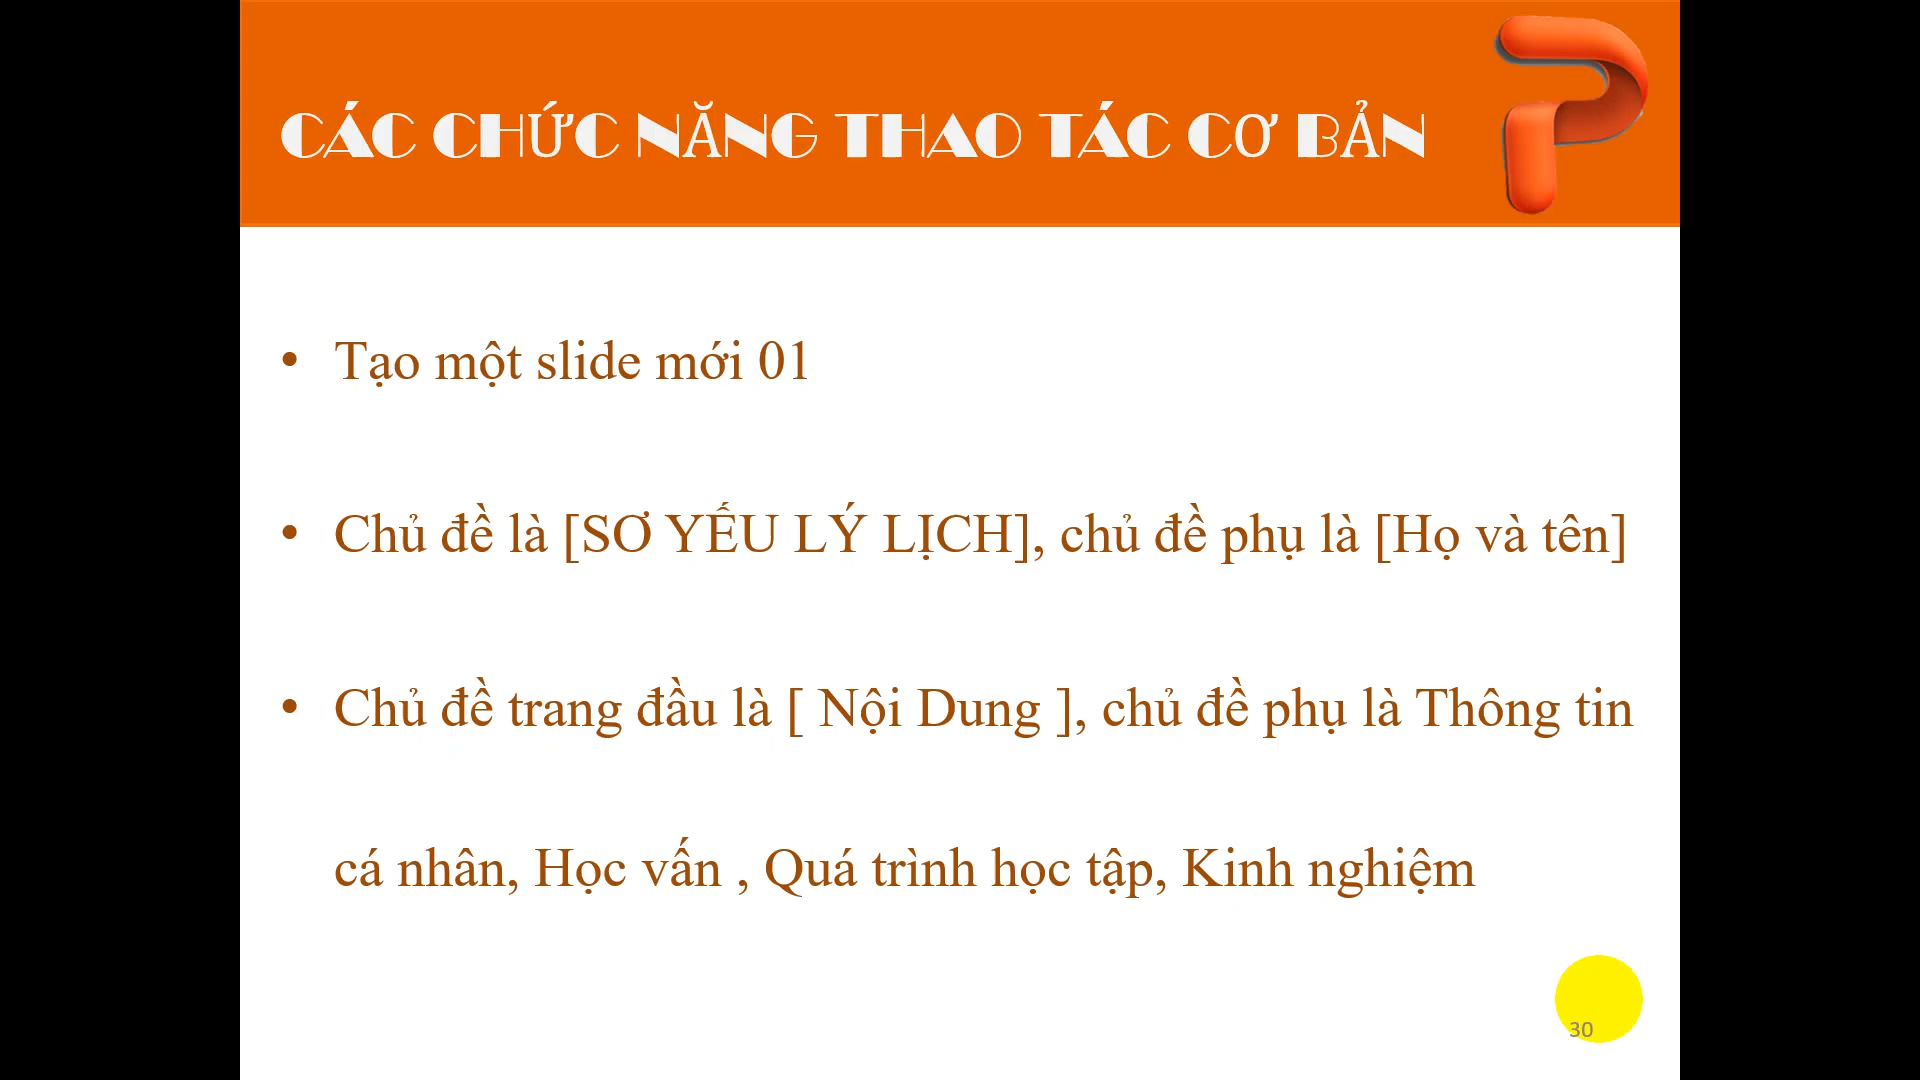 CÁC CHỨC NĂNG THAO TÁC CƠ BẢN
• Tạo một slide mới 01
• Chủ đề là [SƠ YẾU LÝ LỊCH], chủ đề phụ là [Họ và tên]
• Chủ đề trang đầu là [ Nội Dung ], chủ đề phụ là Thông tin
cá nhân, Học vấn , Quá trình học tập, Kinh nghiệm
30